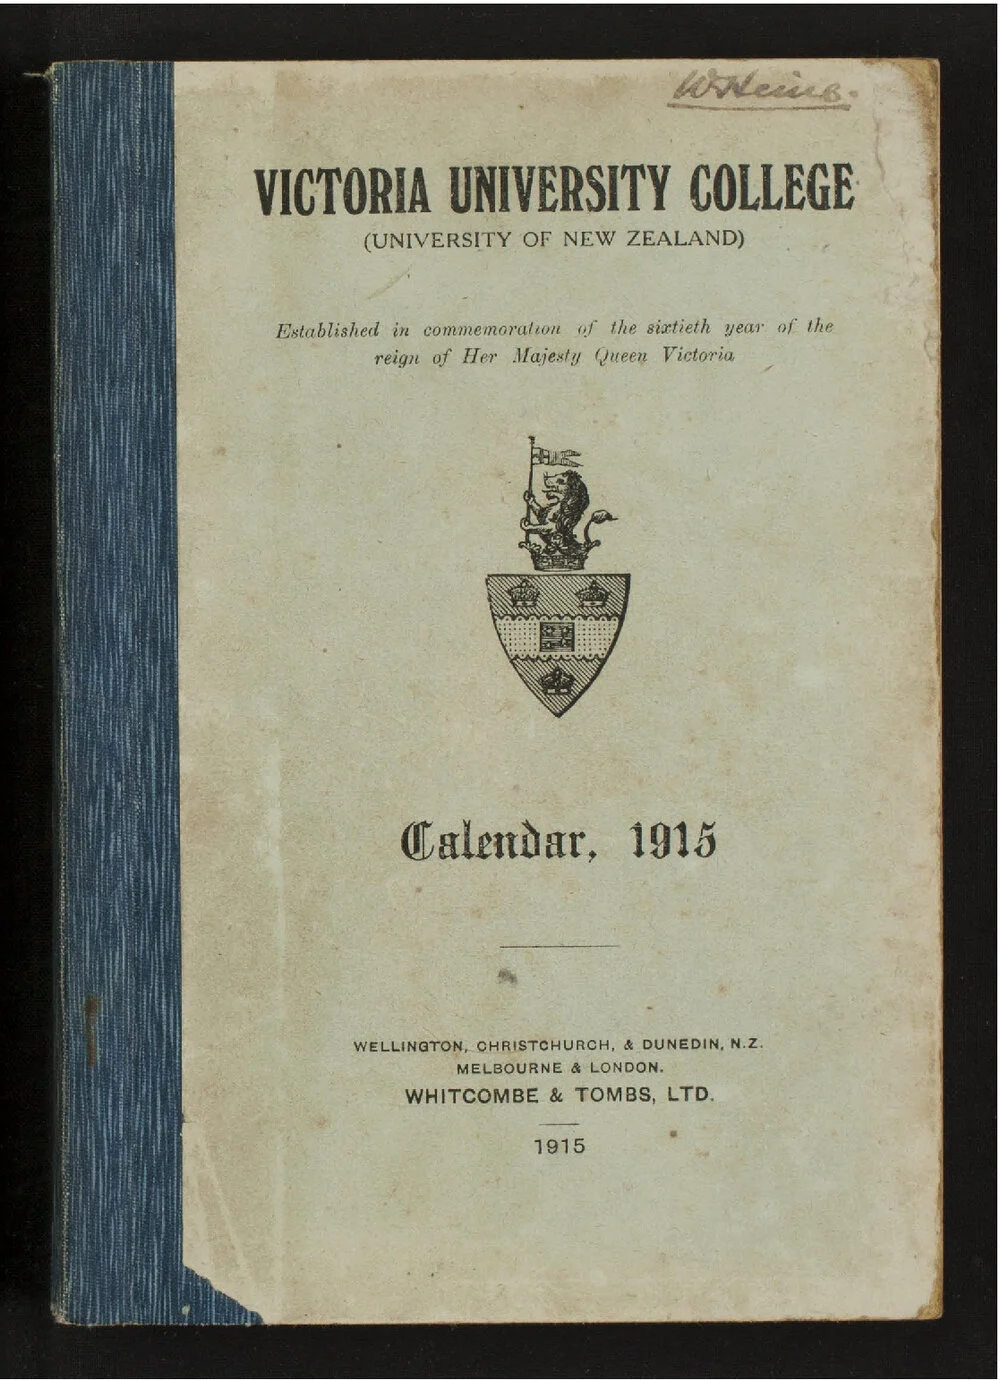 VICTORIA UNIVERSITY COLLEGE
(UNIVERSITY OF NEW ZEALAND)
Established in commemoration of the sixtieth year of the
reign of Her Majesty Queen Victoria
Calendar, 1915
WELLINGTON, CHRISTCHURCH, & DUNEDIN, N.Z.
MELBOURNE & LONDON.
WHITCOMBE & TOMBS, LTD.
1915